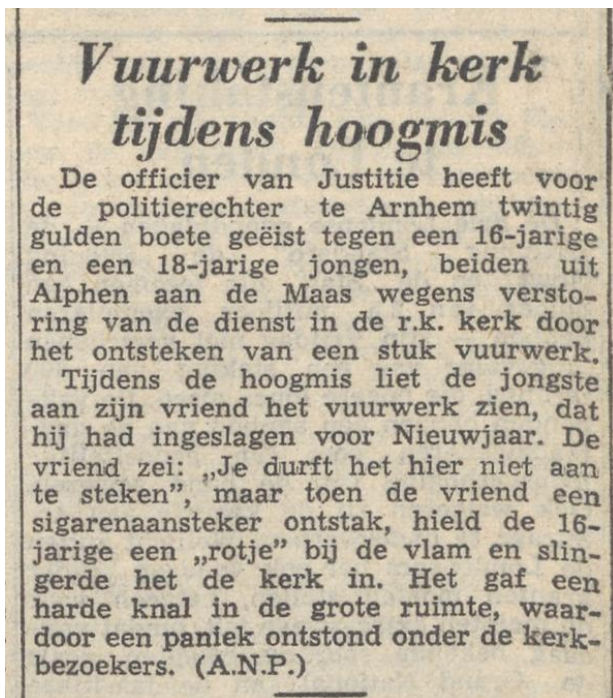 Vuurwerk in kerk
tijdens hoogmis
De officier van Justitie heeft voor
de politierechter te Arnhem twintig
gulden boete geëist tegen een 16-jarige
en een 18-jarige jongen, beiden uit
Alphen aan de Maas wegens versto-
ring van de dienst in de r.k. kerk door
het ontsteken van een stuk vuurwerk.
Tijdens de hoogmis liet de jongste
aan zijn vriend het vuurwerk zien, dat
hij had ingeslagen voor Nieuwjaar. De
vriend zei: „Je durft het hier niet aan
te steken”, maar toen de vriend een
sigarenaansteker ontstak, hield de 16-
jarige een „rotje” bij de vlam en slin-
gerde het de kerk in. Het gaf een
harde knal in de grote ruimte, waar-
door een paniek ontstond onder de kerk-
bezoekers. (A.N.P.)